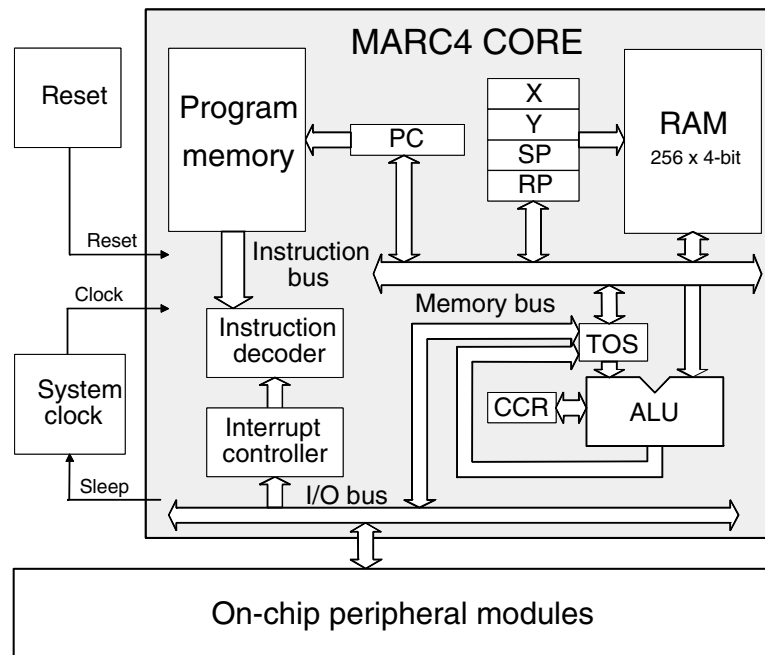 MARC4 CORE
Reset
Program
memory
PC
X
Y
SP
RP
RAM
256 x 4-bit
Reset
Instruction
bus
Clock
Memory bus
Instruction
decoder
TOS
System
clock
CCR
ALU
Interrupt
controller
Sleep
I/O bus
On-chip peripheral modules